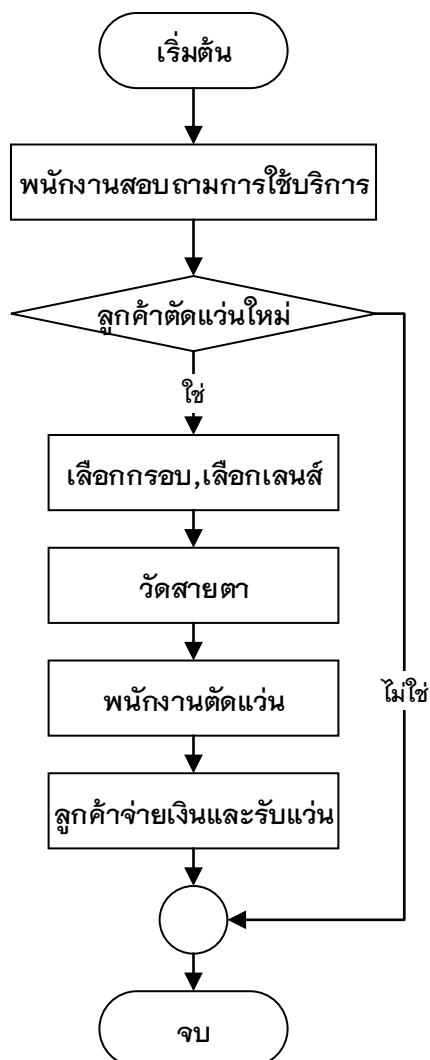 เริ่มต้น
พนักงานสอบถามการใช้บริการ
ลูกค้าตัดแว่นใหม่
ใช่
เลือกกรอบ,เลือกเลนส์
วัดสายตา
พนักงานตัดแว่น
ไม่ใช่
ลูกค้าจ่ายเงินและรับแว่น
จบ